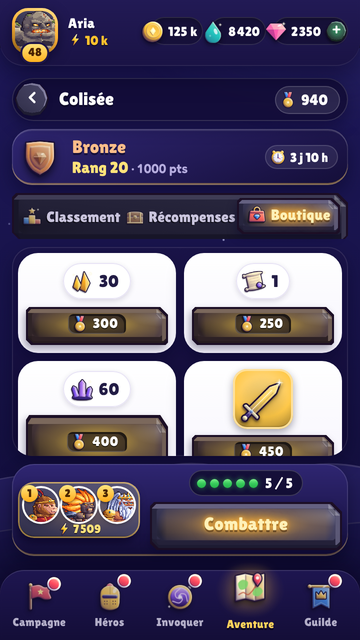 Aria
48
10 k
125 k
8420
2350
+
Colisée
940
Bronze
Rang 20 · 1000 pts
3 j 10 h
Classement
Récompenses
Boutique
30
300
1
250
60
400
450
1
2
3
7509
5 / 5
Combattre
Campagne
Héros
Invoquer
Aventure
Guilde